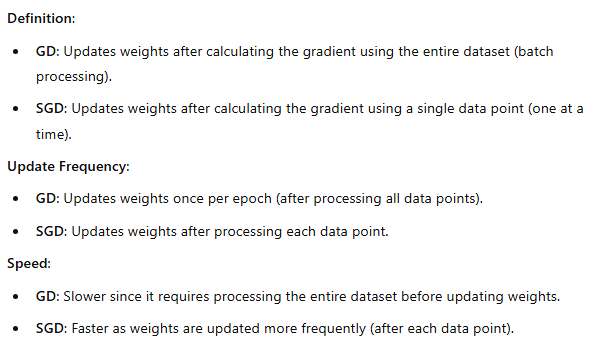 Definition:
• GD: Updates weights after calculating the gradient using the entire dataset (batch
processing).
• SGD: Updates weights after calculating the gradient using a single data point (one at a
time).
Update Frequency:
• GD: Updates weights once per epoch (after processing all data points).
• SGD: Updates weights after processing each data point.
Speed:
• GD: Slower since it requires processing the entire dataset before updating weights.
• SGD: Faster as weights are updated more frequently (after each data point).